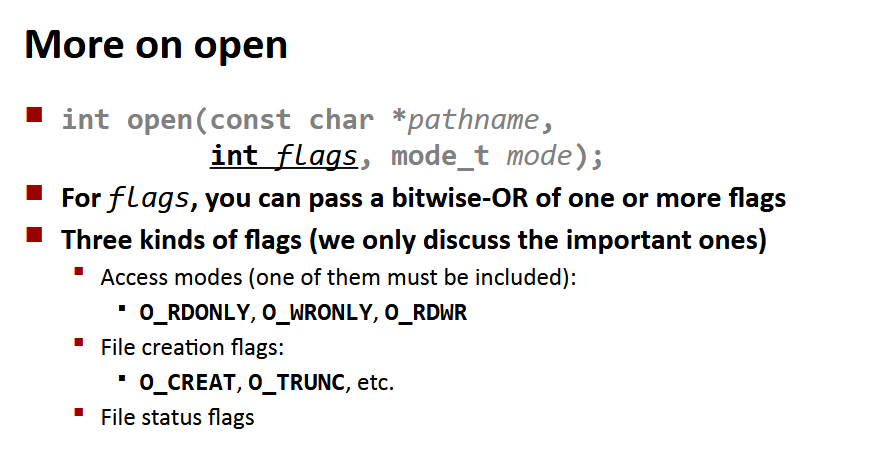 More on open
int open(const char *pathname,
int flags, mode_t mode);
For flags, you can pass a bitwise-OR of one or more flags
Three kinds of flags (we only discuss the important ones)
Access modes (one of them must be included):
O_RDONLY, O_WRONLY, O_RDWR
File creation flags:
O_CREAT, O_TRUNC, etc.
File status flags